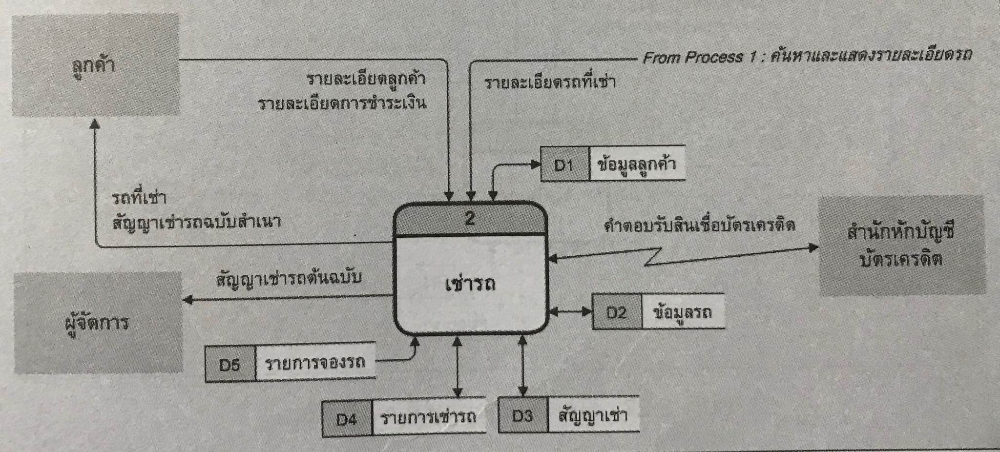 ลูกค้า
From Process 1 : ค้นหาและแสดงรายละเอียดรถ
รายละเอียดลูกค้า
รายละเอียดการชำระเงิน
รายละเอียดรถที่เช่า
D1 ข้อมูลลูกค้า
รถที่เช่า
สัญญาเช่ารถฉบับสำเนา
2
เช่ารถ
คำตอบรับสินเชื่อบัตรเครดิต
สำนักหักบัญชี
บัตรเครดิต
สัญญาเช่ารถต้นฉบับ
ผู้จัดการ
D2 ข้อมูลรถ
D5 รายการจองรถ
D4 รายการเช่ารถ
D3 สัญญาเช่า